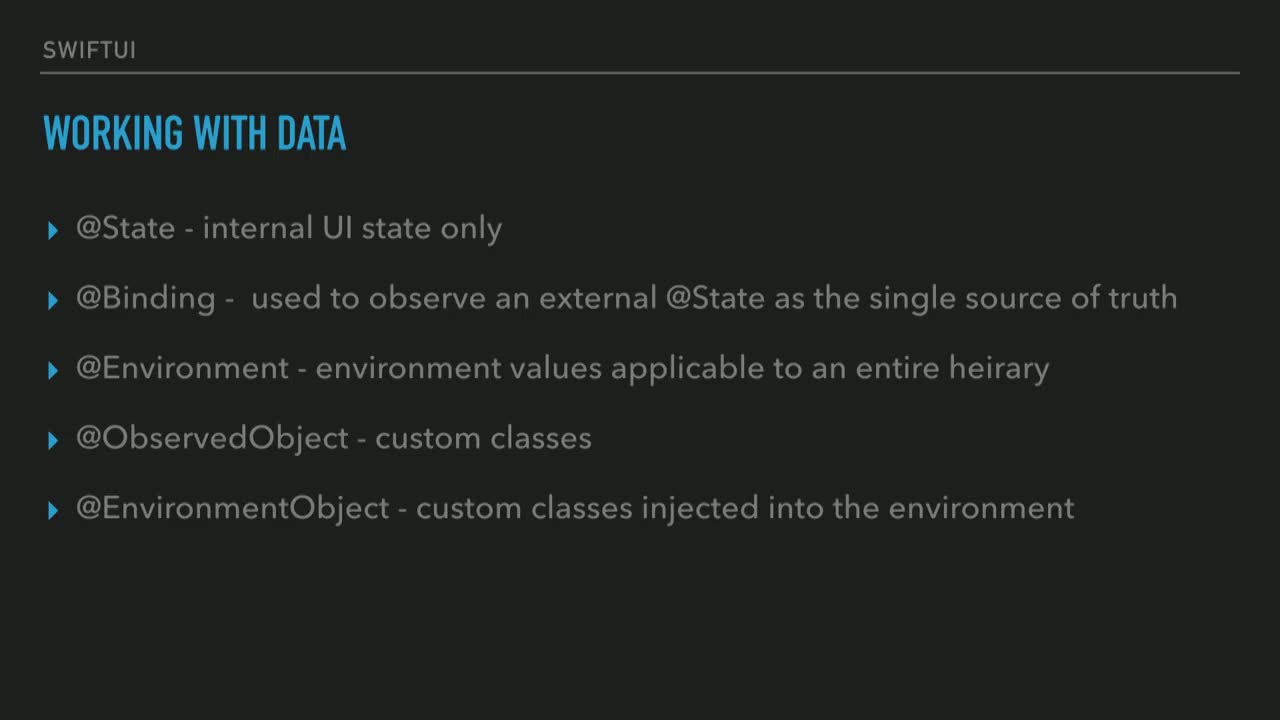 SWIFTUI
WORKING WITH DATA
@State - internal UI state only
@Binding -  used to observe an external @State as the single source of truth
@Environment - environment values applicable to an entire heirary
@ObservedObject - custom classes
@EnvironmentObject - custom classes injected into the environment